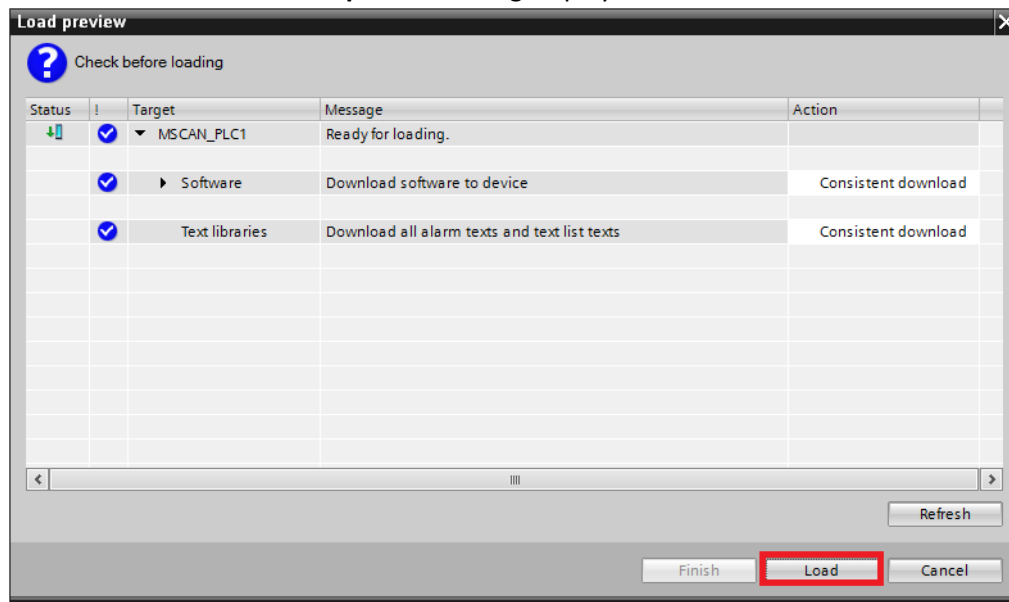 Load preview
Check before loading
Status ! Target Message Action
MSCAN_PLC1 Ready for loading.
Software Download software to device Consistent download
Text libraries Download all alarm texts and text list texts Consistent download
Refresh
Finish Load Cancel